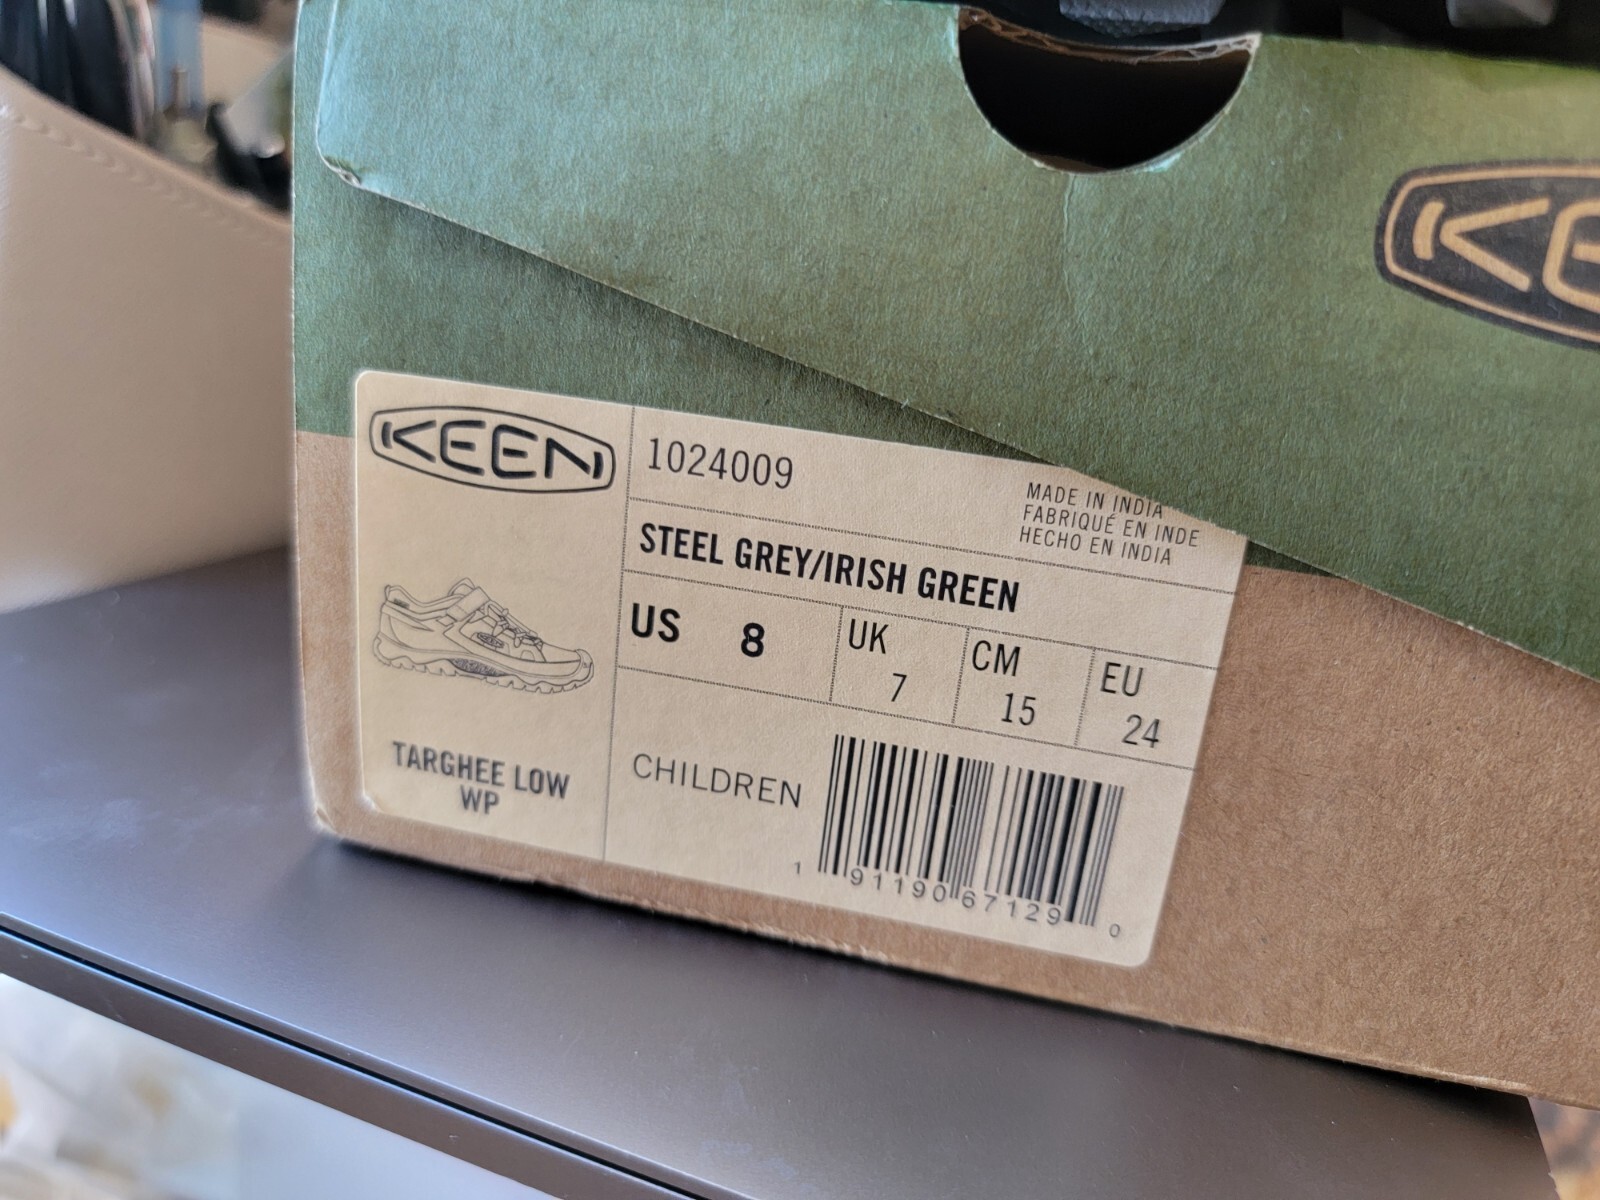 KEEN
KEEN
1024009
MADE IN INDIA
FABRIQUÉ EN INDE
HECHO EN INDIA
STEEL GREY/IRISH GREEN
US 8
UK 7
CM 15
EU 24
TARGHEE LOW
WP
CHILDREN
1 91190 67129 0